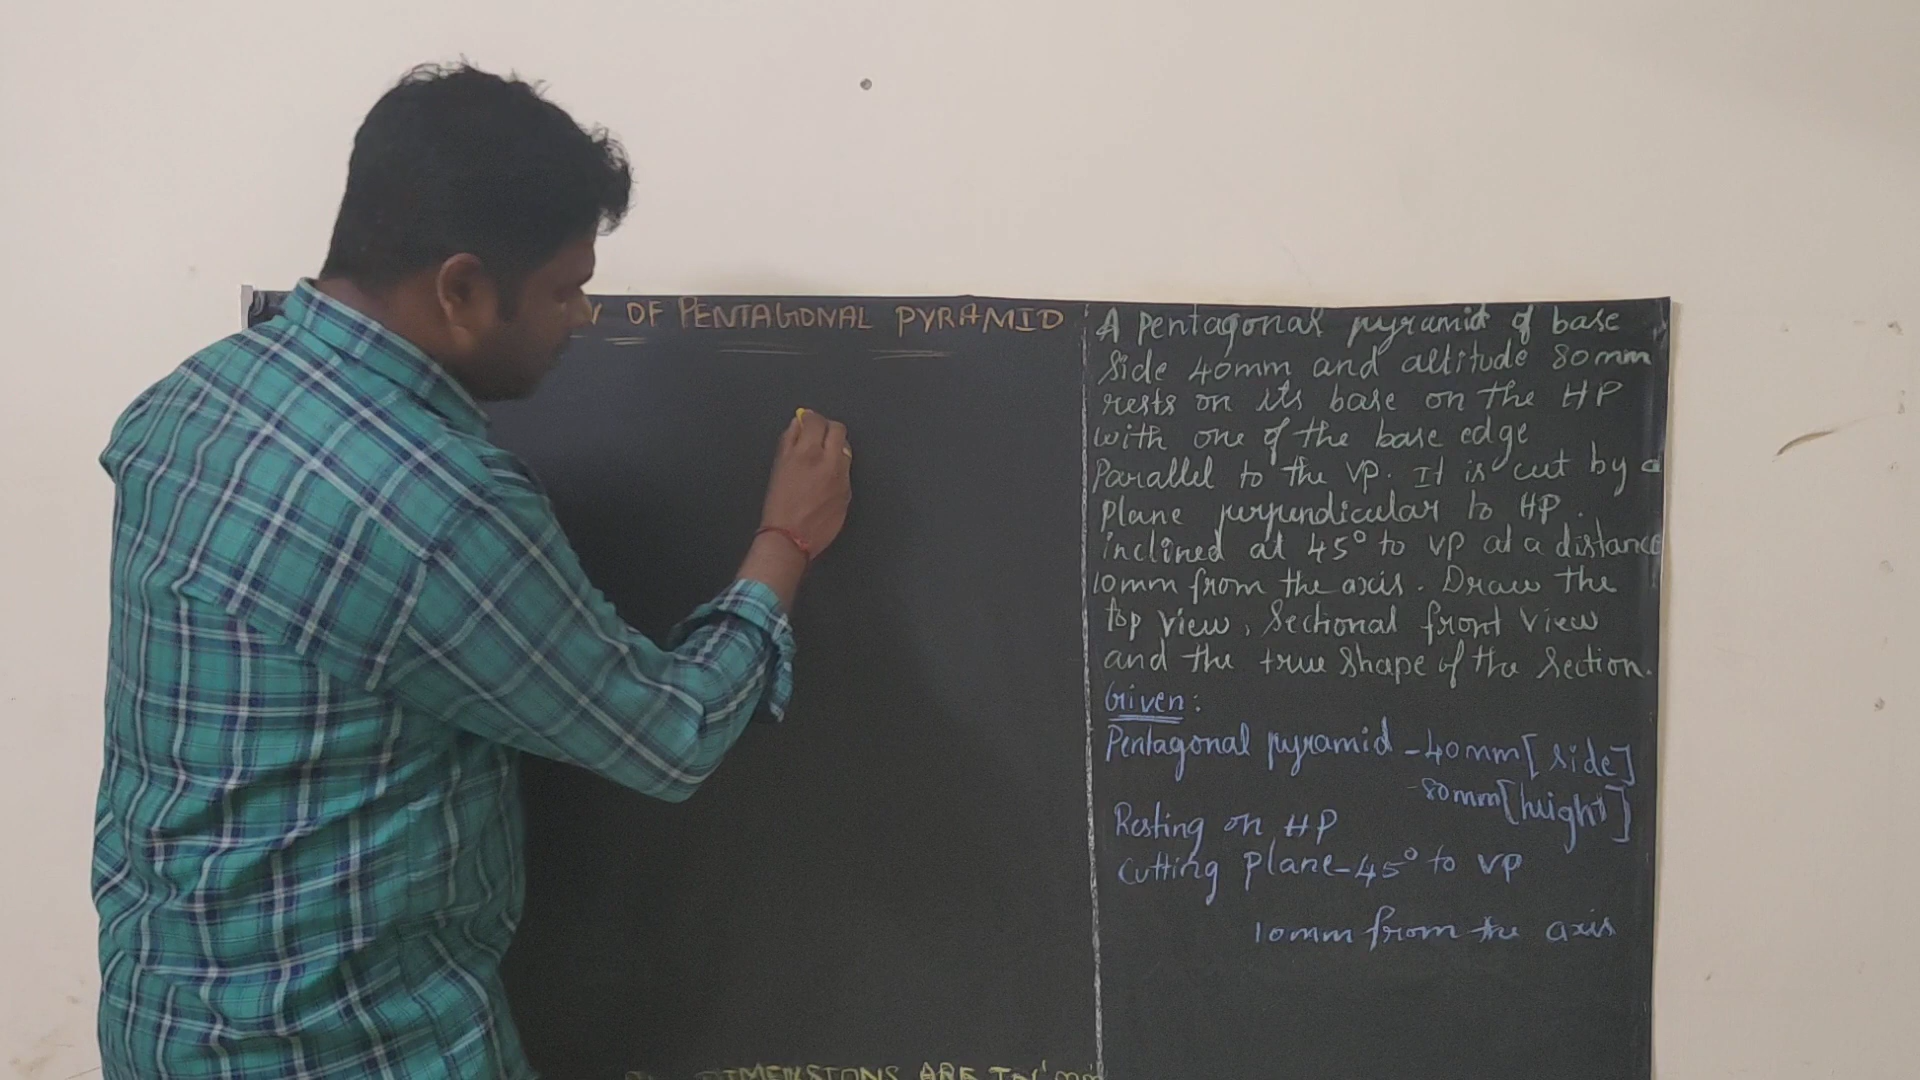 OF PENTAGONAL PYRAMID
A pentagonal pyramid of base
side 40mm and altitude 80mm
rests on its base on the HP
with one of the base edge
Parallel to the VP. It is cut by a
plane perpendicular to HP.
inclined at 45° to VP at a distance
10mm from the axis. Draw the
top view, Sectional front view
and the true shape of the section.
Given:
Pentagonal pyramid - 40mm [side]
- 80mm [height]
Resting on HP
Cutting plane - 45° to VP
10mm from the axis
DIMENSIONS ARE IN 'mm'